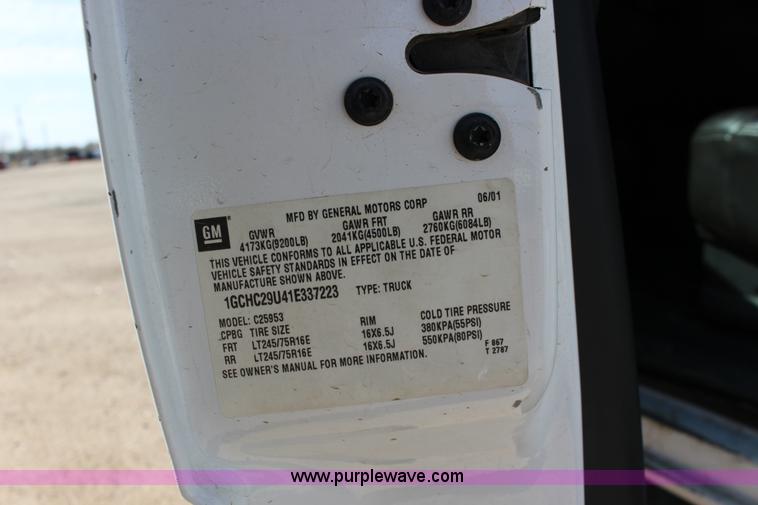 MFD BY GENERAL MOTORS CORP 06/01
GM
GVWR GAWR FRT GAWR RR
4173KG(9200LB) 2041KG(4500LB) 2760KG(6084LB)
THIS VEHICLE CONFORMS TO ALL APPLICABLE U.S. FEDERAL MOTOR
VEHICLE SAFETY STANDARDS IN EFFECT ON THE DATE OF
MANUFACTURE SHOWN ABOVE.
1GCHC29U41E337223 TYPE: TRUCK
MODEL: C25953
CPBG TIRE SIZE RIM COLD TIRE PRESSURE
FRT LT245/75R16E 16X6.5J 380KPA(55PSI)
RR LT245/75R16E 16X6.5J 550KPA(80PSI)
F 867
T 2787
SEE OWNER'S MANUAL FOR MORE INFORMATION.
www.purplewave.com